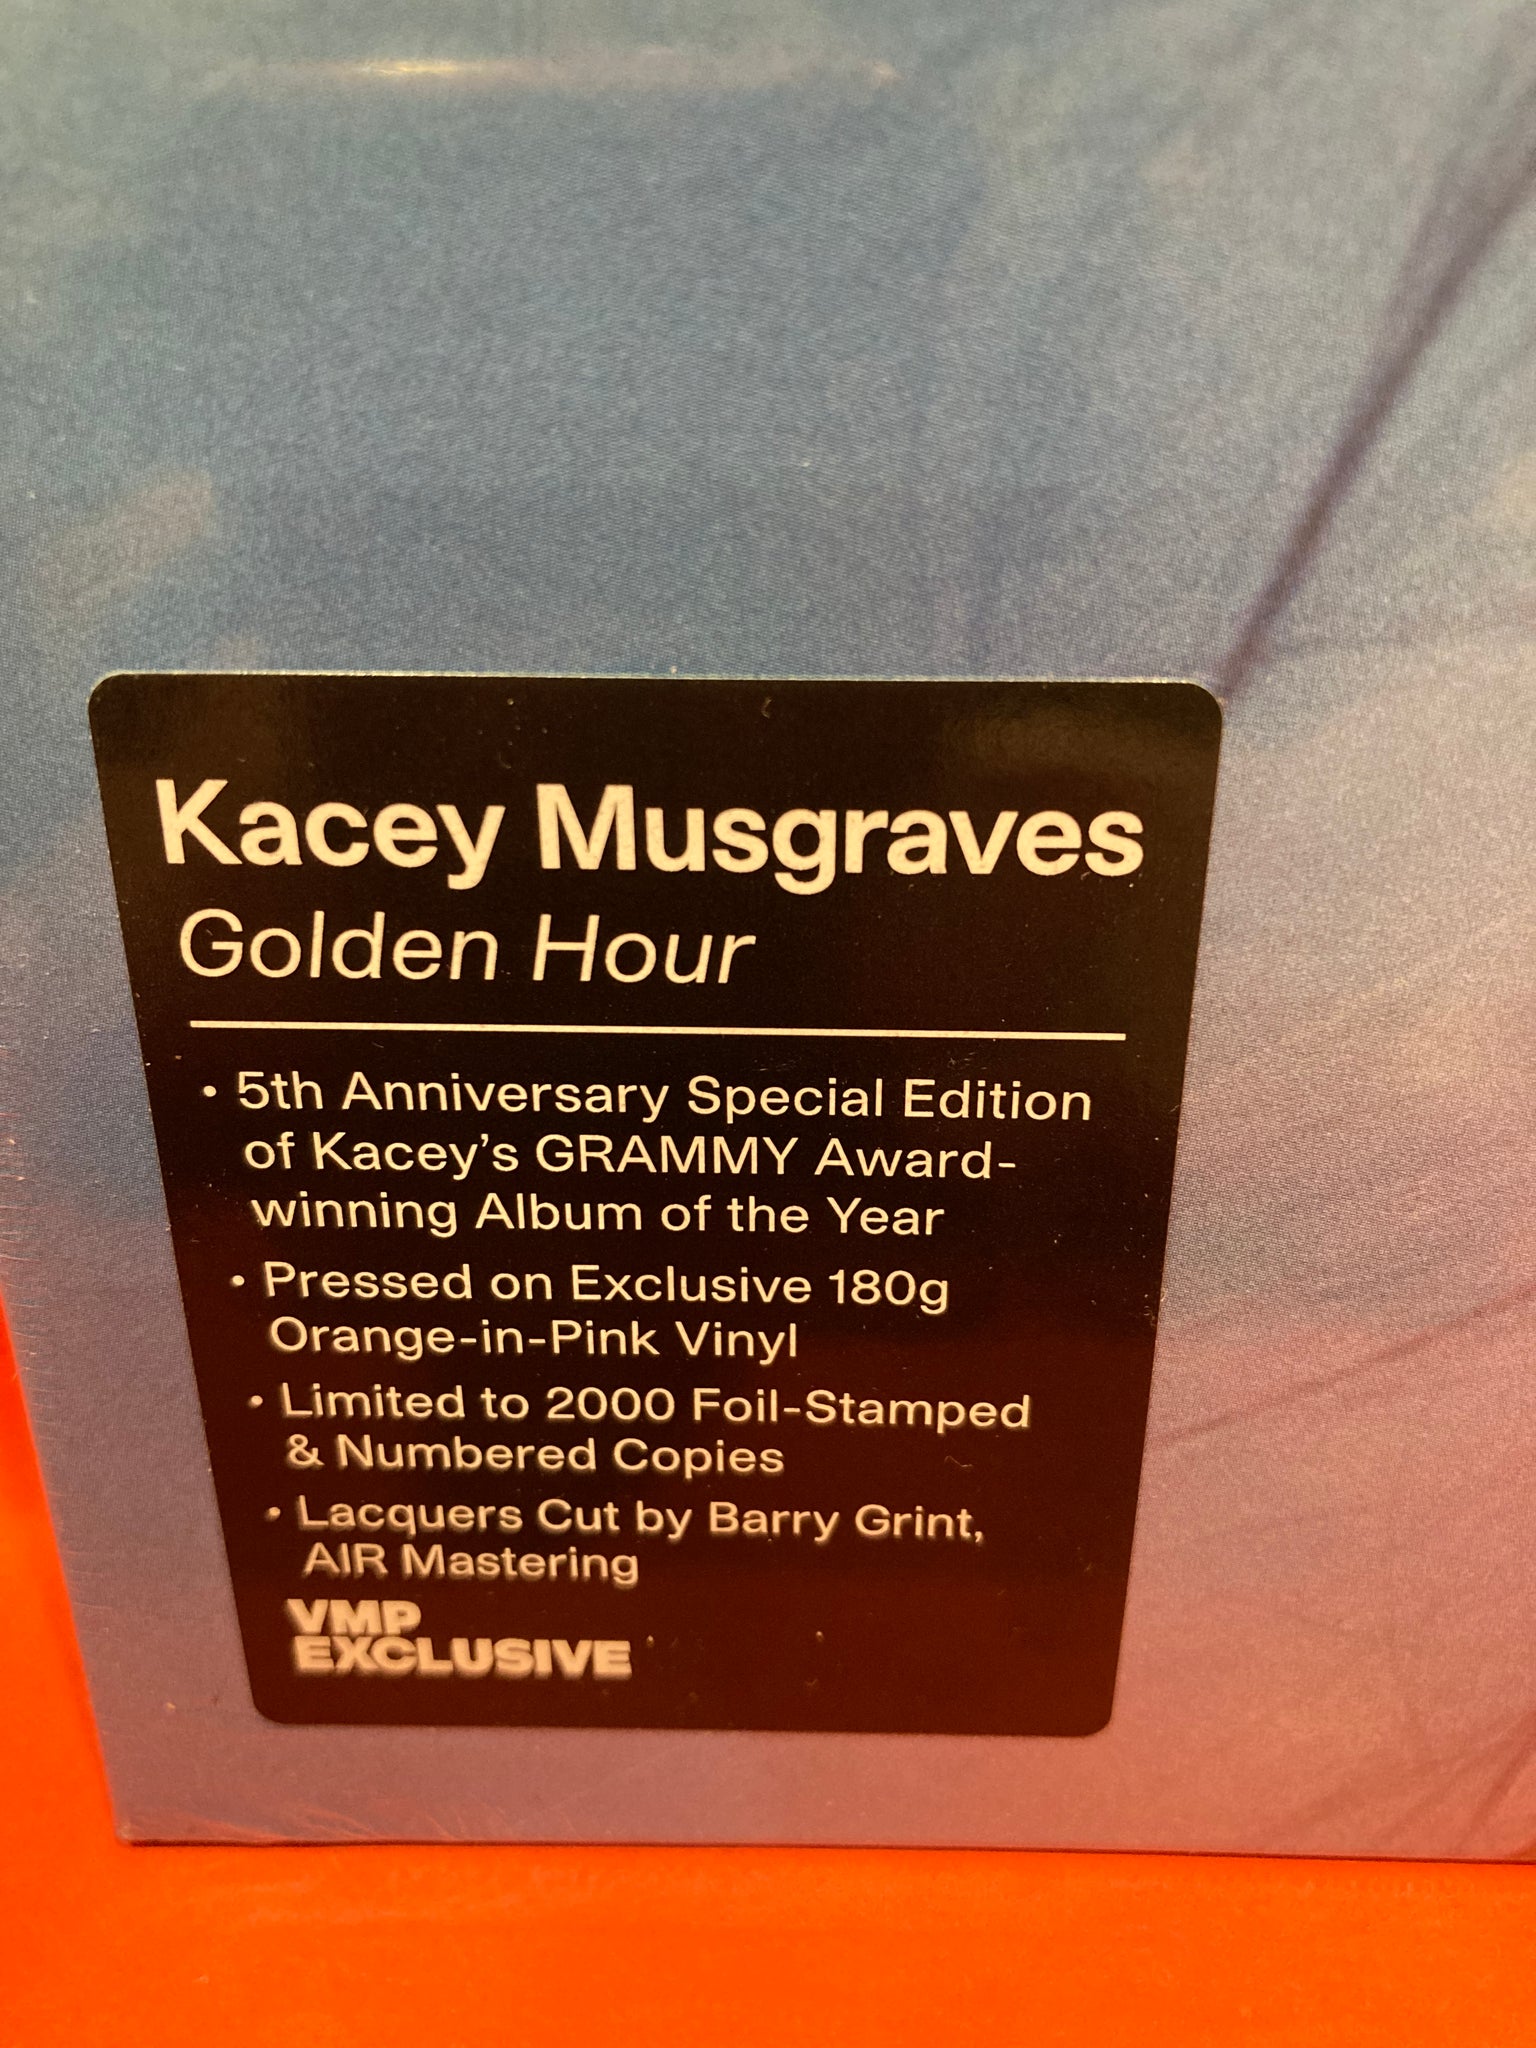 Kacey Musgraves
Golden Hour
• 5th Anniversary Special Edition
of Kacey’s GRAMMY Award-
winning Album of the Year
• Pressed on Exclusive 180g
Orange-in-Pink Vinyl
• Limited to 2000 Foil-Stamped
& Numbered Copies
• Lacquers Cut by Barry Grint,
AIR Mastering
VMP
EXCLUSIVE